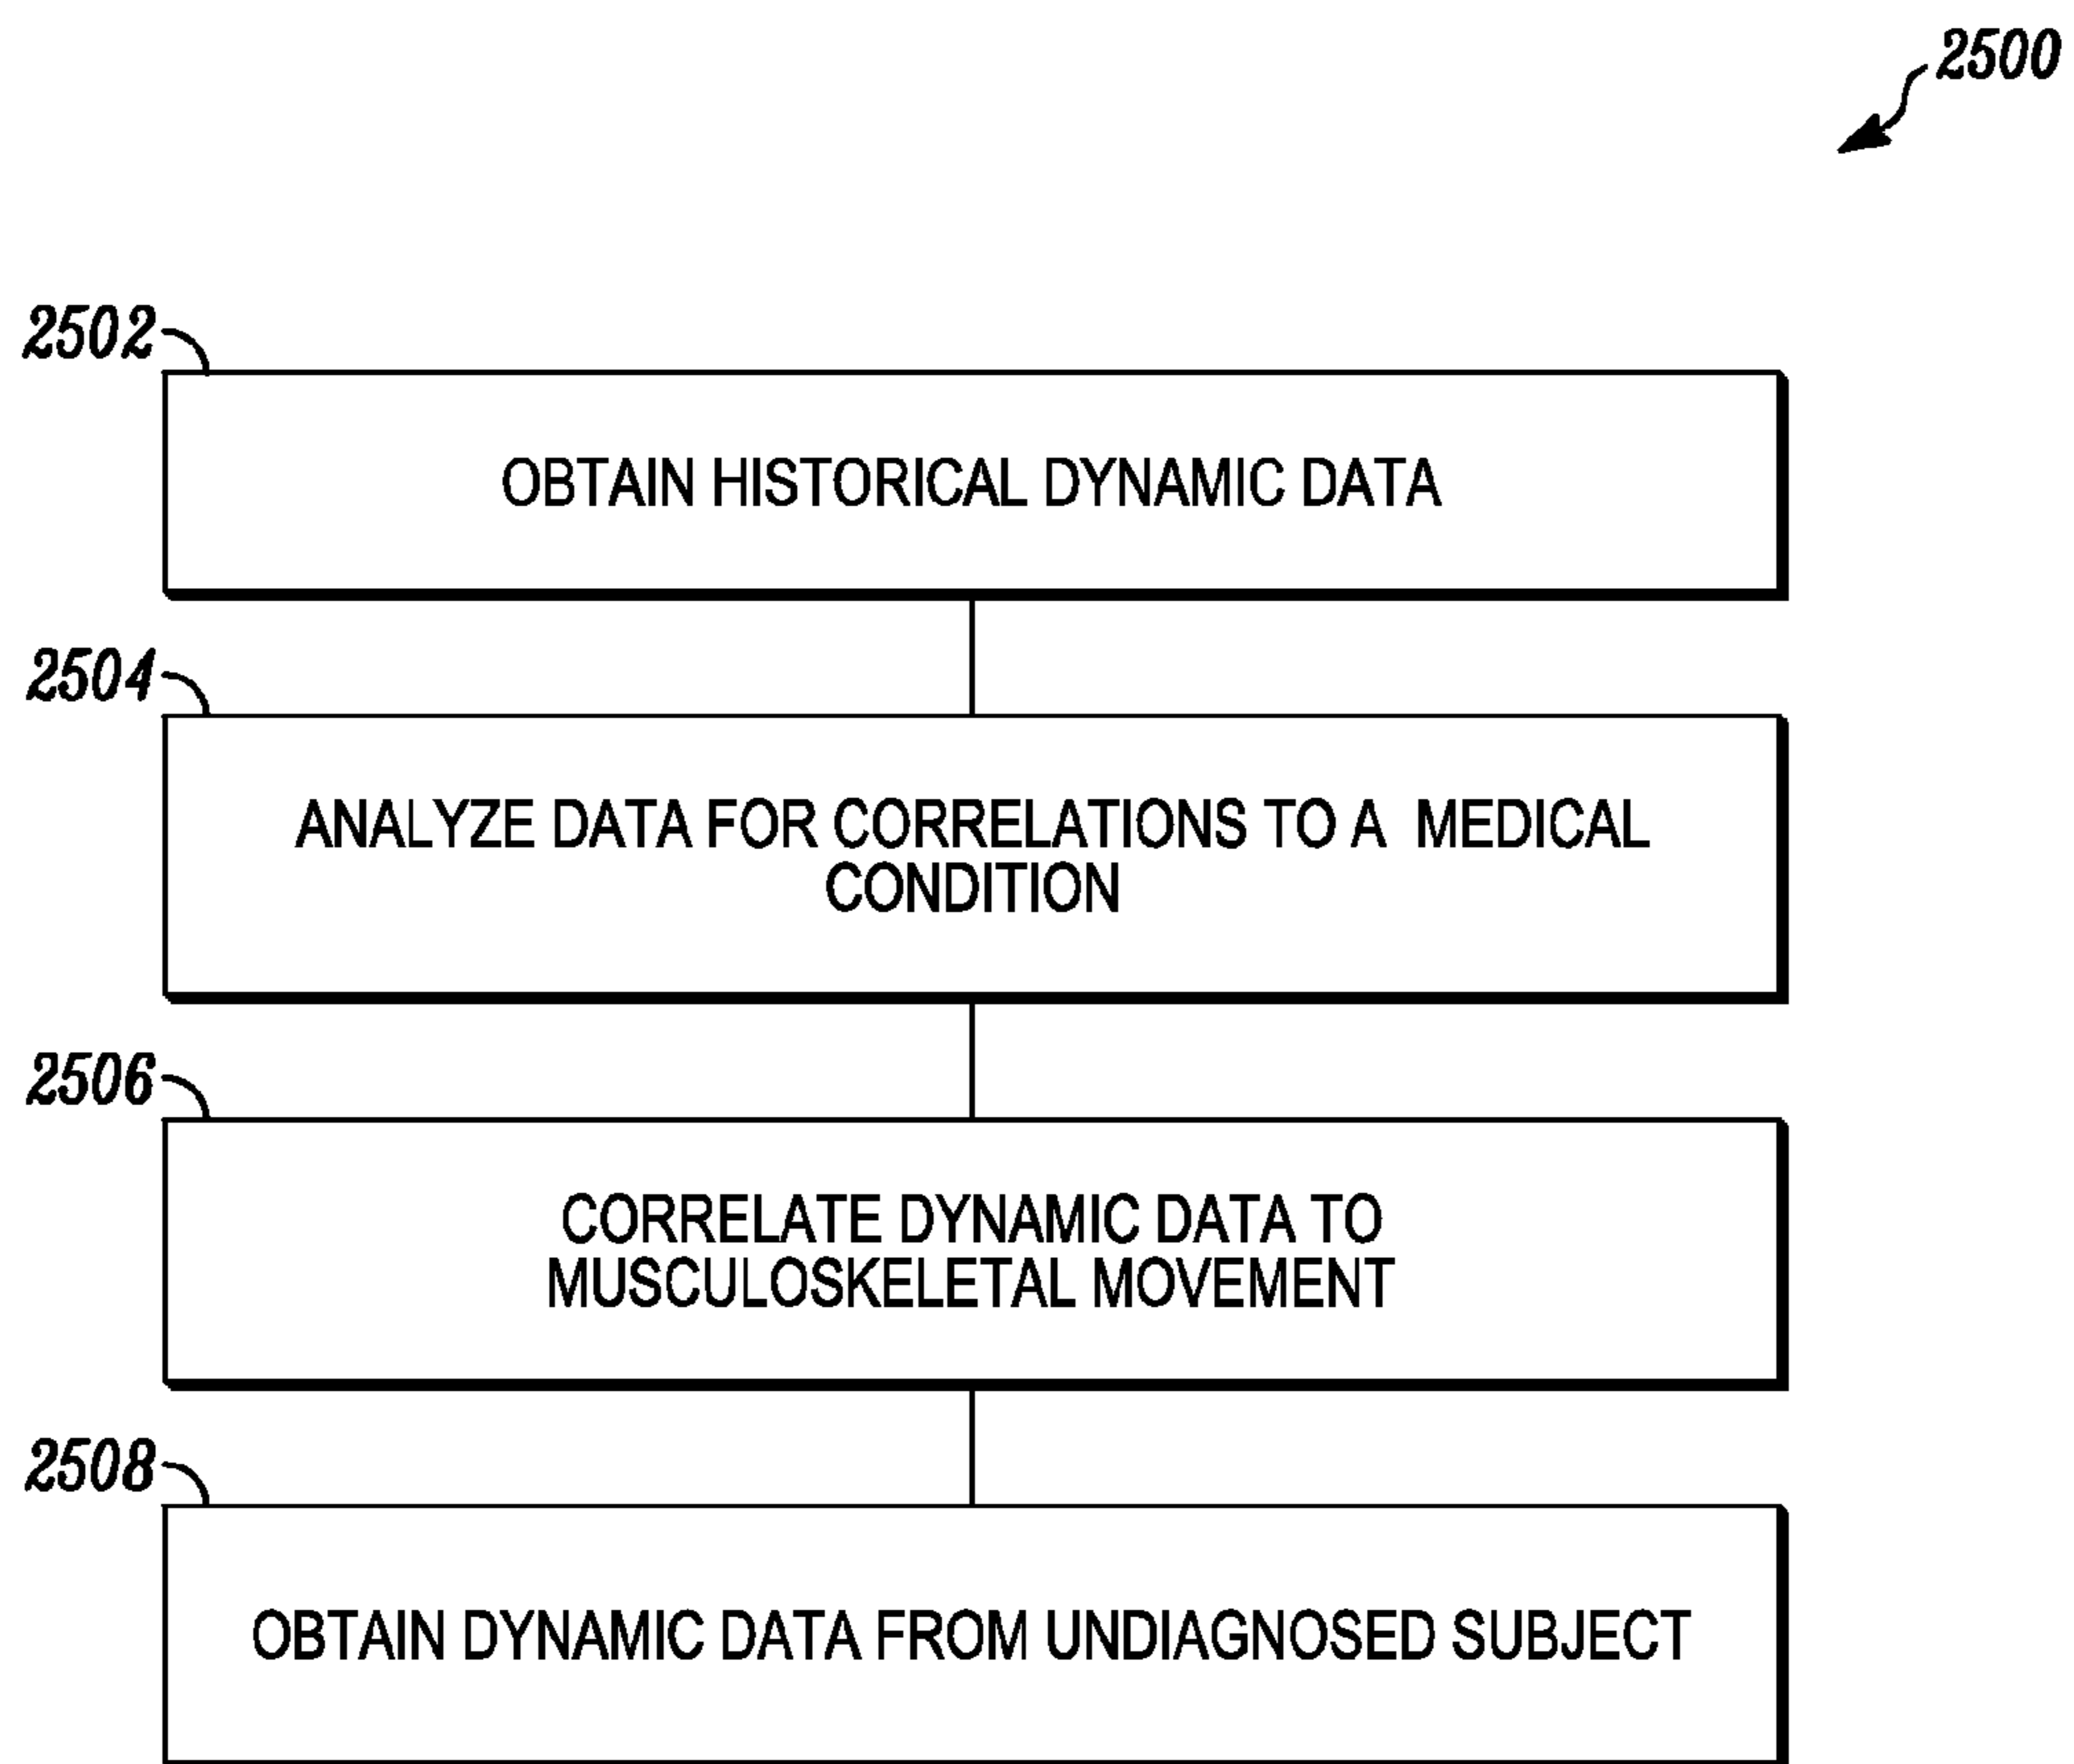 2500
2502
OBTAIN HISTORICAL DYNAMIC DATA
2504
ANALYZE DATA FOR CORRELATIONS TO A MEDICAL
CONDITION
2506
CORRELATE DYNAMIC DATA TO
MUSCULOSKELETAL MOVEMENT
2508
OBTAIN DYNAMIC DATA FROM UNDIAGNOSED SUBJECT